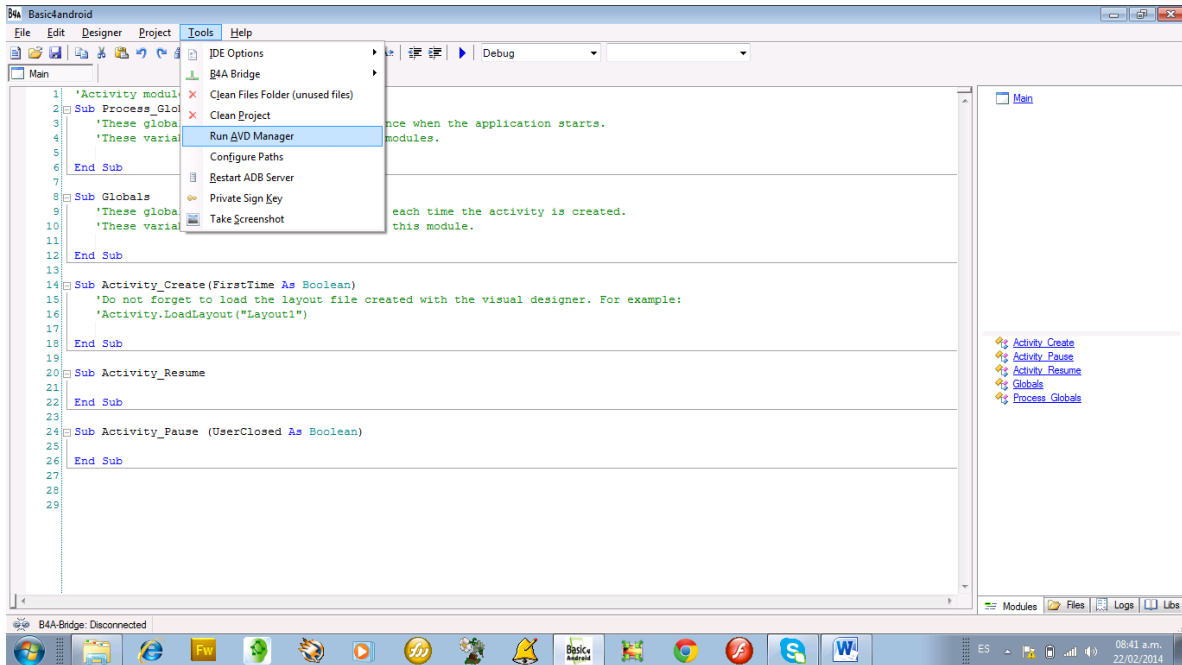 B4A Basic4android
File Edit Designer Project Tools Help
Debug
Main
IDE Options
B4A Bridge
Clean Files Folder (unused files)
Clean Project
Run AVD Manager
Configure Paths
Restart ADB Server
Private Sign Key
Take Screenshot
1 'Activity modul
2 Sub Process_Glo
3 'These globa nce when the application starts.
4 'These varia modules.
5
6 End Sub
7
8 Sub Globals
9 'These globa each time the activity is created.
10 'These varia this module.
11
12 End Sub
13
14 Sub Activity_Create(FirstTime As Boolean)
15 'Do not forget to load the layout file created with the visual designer. For example:
16 'Activity.LoadLayout("Layout1")
17
18 End Sub
19
20 Sub Activity_Resume
21
22 End Sub
23
24 Sub Activity_Pause (UserClosed As Boolean)
25
26 End Sub
27
28
29
Main
Activity_Create
Activity_Pause
Activity_Resume
Globals
Process_Globals
Modules Files Logs Libs
B4A-Bridge: Disconnected
Fw
Basic4 Android
W
ES
08:41 a.m.
22/02/2014